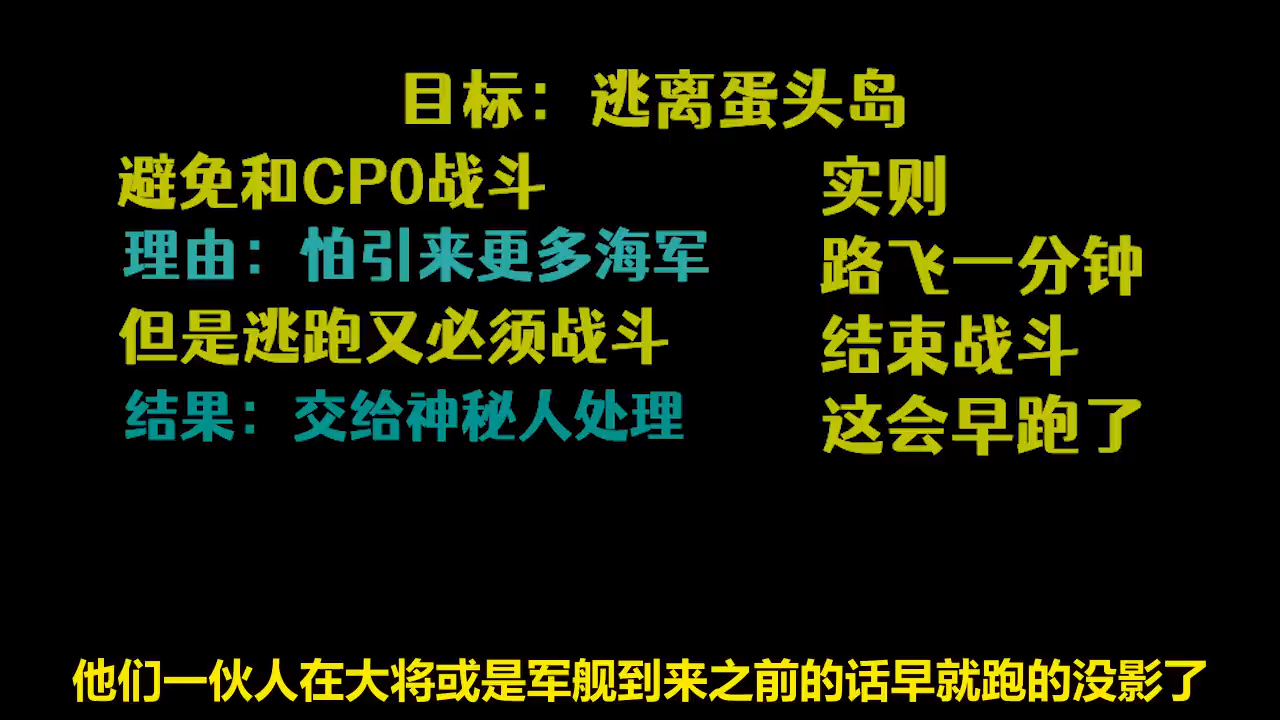 目标：逃离蛋头岛
避免和CP0战斗
理由：怕引来更多海军
但是逃跑又必须战斗
结果：交给神秘人处理
实则
路飞一分钟
结束战斗
这会早跑了
他们一伙人在大将或是军舰到来之前的话早就跑的没影了